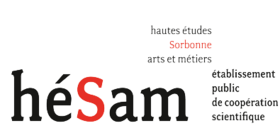 hautes études
Sorbonne
arts et métiers
héSam
établissement
public
de coopération
scientifique